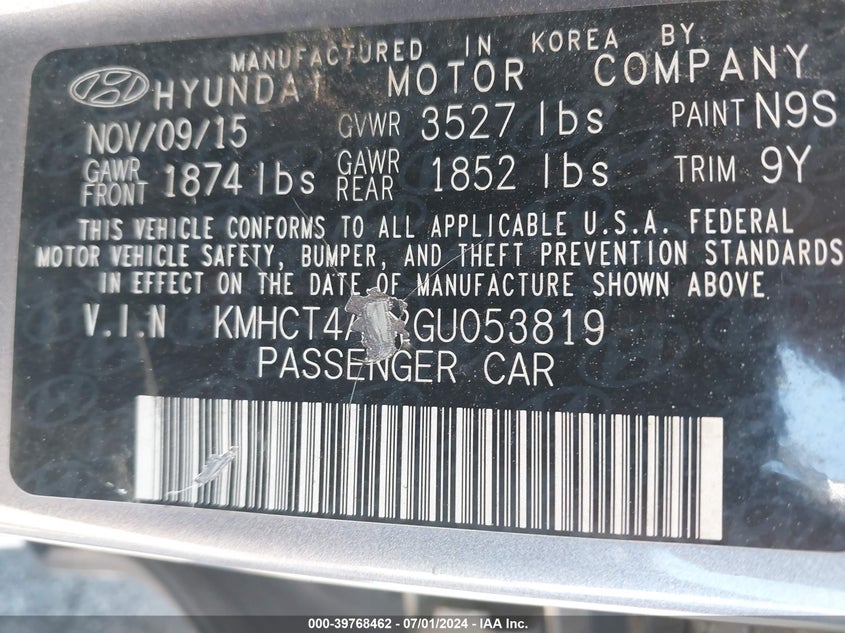 MANUFACTURED IN KOREA BY
HYUNDAI MOTOR COMPANY
NOV/09/15 GVWR 3527 lbs PAINT N9S
GAWR FRONT 1874 lbs GAWR REAR 1852 lbs TRIM 9Y
THIS VEHICLE CONFORMS TO ALL APPLICABLE U.S.A. FEDERAL
MOTOR VEHICLE SAFETY, BUMPER, AND THEFT PREVENTION STANDARDS
IN EFFECT ON THE DATE OF MANUFACTURE SHOWN ABOVE
V.I.N
PASSENGER CAR
000-39768462 - 07/01/2024 - IAA Inc.